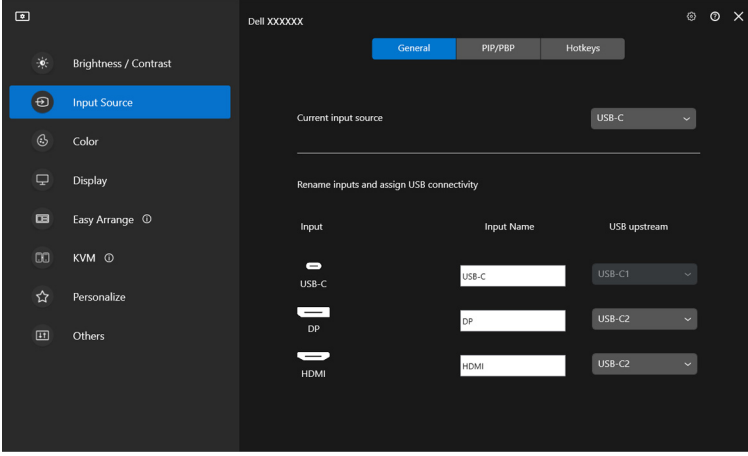 Dell XXXXXX
General PIP/PBP Hotkeys
Brightness / Contrast
Input Source
Color
Display
Easy Arrange
KVM
Personalize
Others
Current input source USB-C
Rename inputs and assign USB connectivity
Input Input Name USB upstream
USB-C USB-C USB-C1
DP DP USB-C2
HDMI HDMI USB-C2